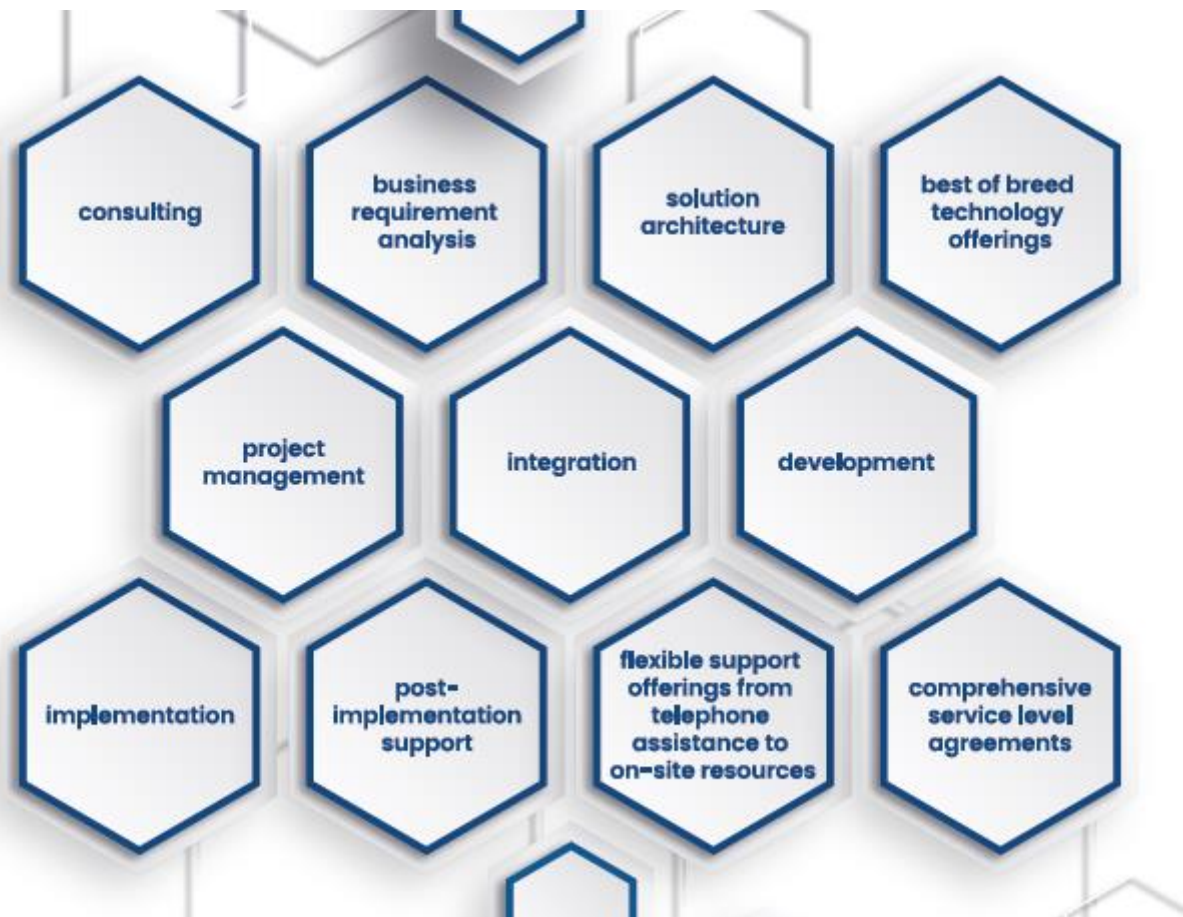 consulting
business
requirement
analysis
solution
architecture
best of breed
technology
offerings
project
management
integration
development
implementation
post-
implementation
support
flexible support
offerings from
telephone
assistance to
on-site resources
comprehensive
service level
agreements